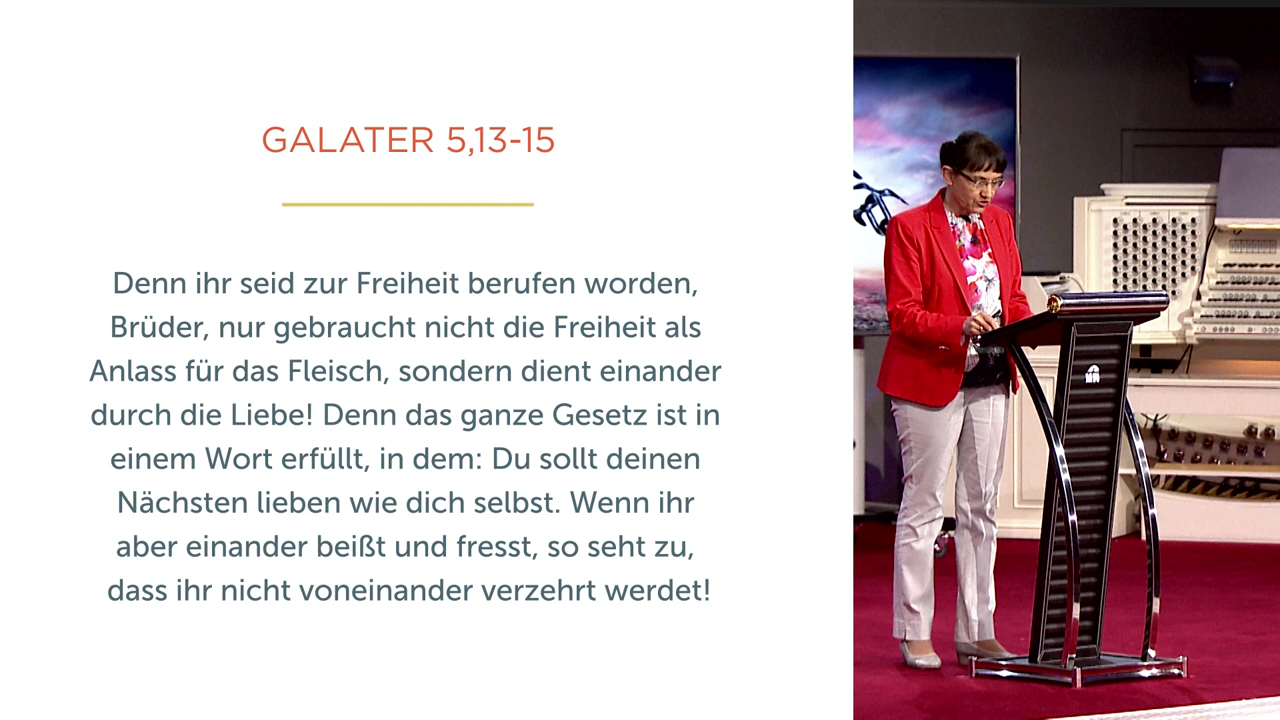 GALATER 5,13-15
Denn ihr seid zur Freiheit berufen worden,
Brüder, nur gebraucht nicht die Freiheit als
Anlass für das Fleisch, sondern dient einander
durch die Liebe! Denn das ganze Gesetz ist in
einem Wort erfüllt, in dem: Du sollt deinen
Nächsten lieben wie dich selbst. Wenn ihr
aber einander beißt und fresst, so seht zu,
dass ihr nicht voneinander verzehrt werdet!